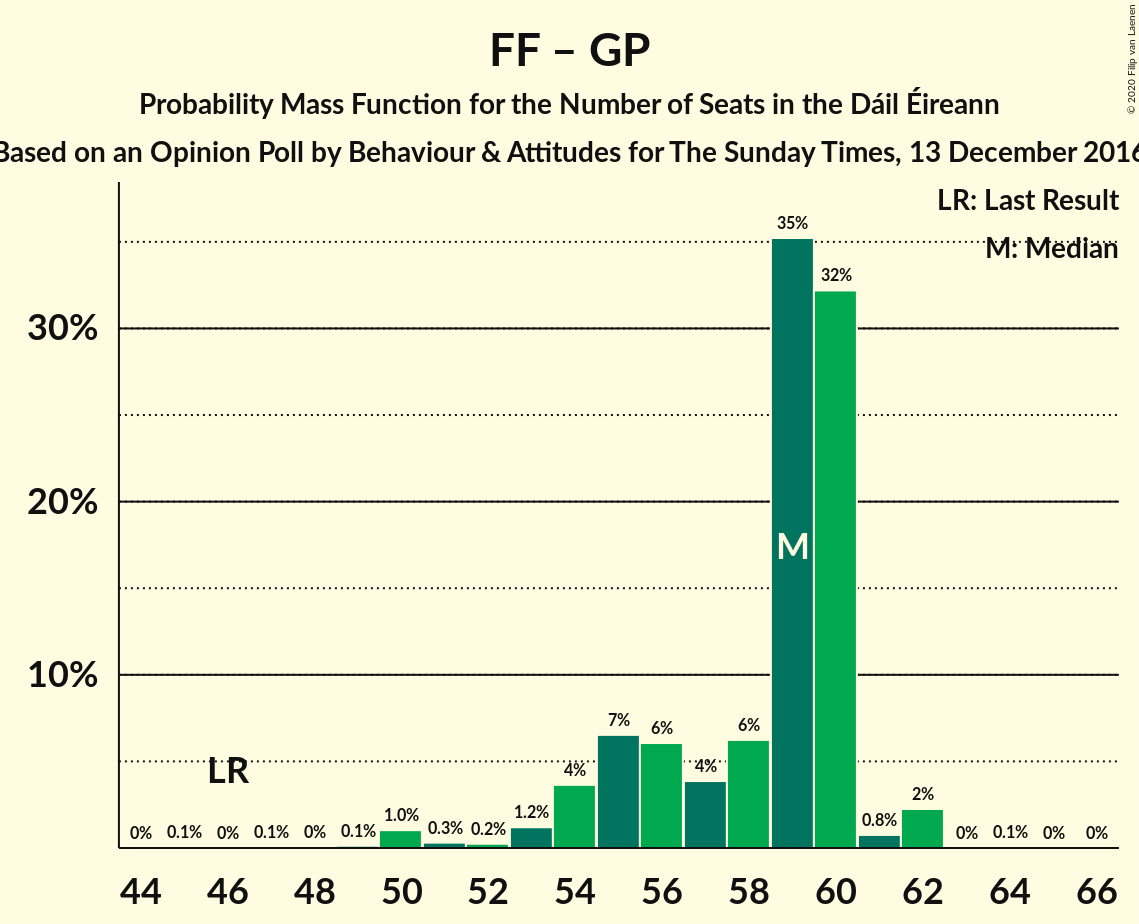 FF – GP
Probability Mass Function for the Number of Seats in the Dáil Éireann
Based on an Opinion Poll by Behaviour & Attitudes for The Sunday Times, 13 December 2016
© 2020 Filip van Laenen
LR: Last Result
M: Median
35%
32%
30%
20%
M
10%
7%
6%
6%
4%
4%
LR
2%
0%
0.1%
0%
0.1%
0%
0.1%
1.0%
0.3%
0.2%
1.2%
0.8%
0%
0.1%
0%
0%
44 46 48 50 52 54 56 58 60 62 64 66